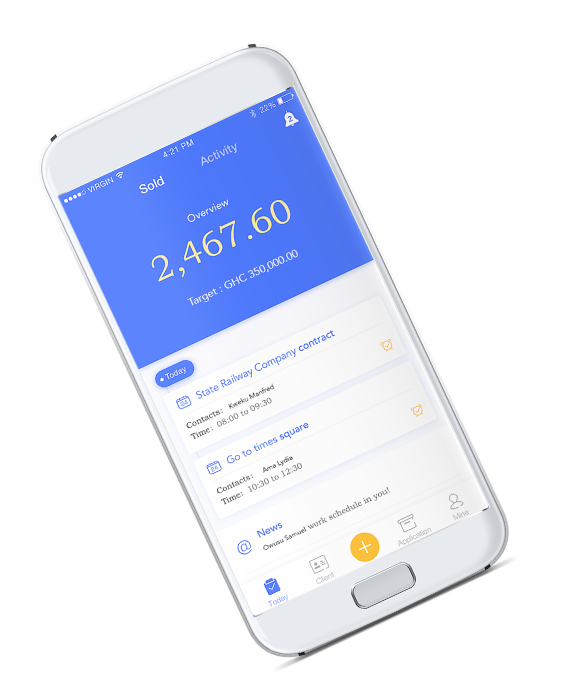 VIRGIN
4:21 PM
22%
Sold
Activity
2
Overview
2,467.60
Target : GHC 350,000.00
Today
24
State Railway Company contract
Contacts: Kweku Manfred
Time: 08:00 to 09:30
24
Go to times square
Contacts: Ama Lydia
Time: 10:30 to 12:30
@
News
Owusu Samuel work schedule in you!
Today
Client
+
Application
Mine